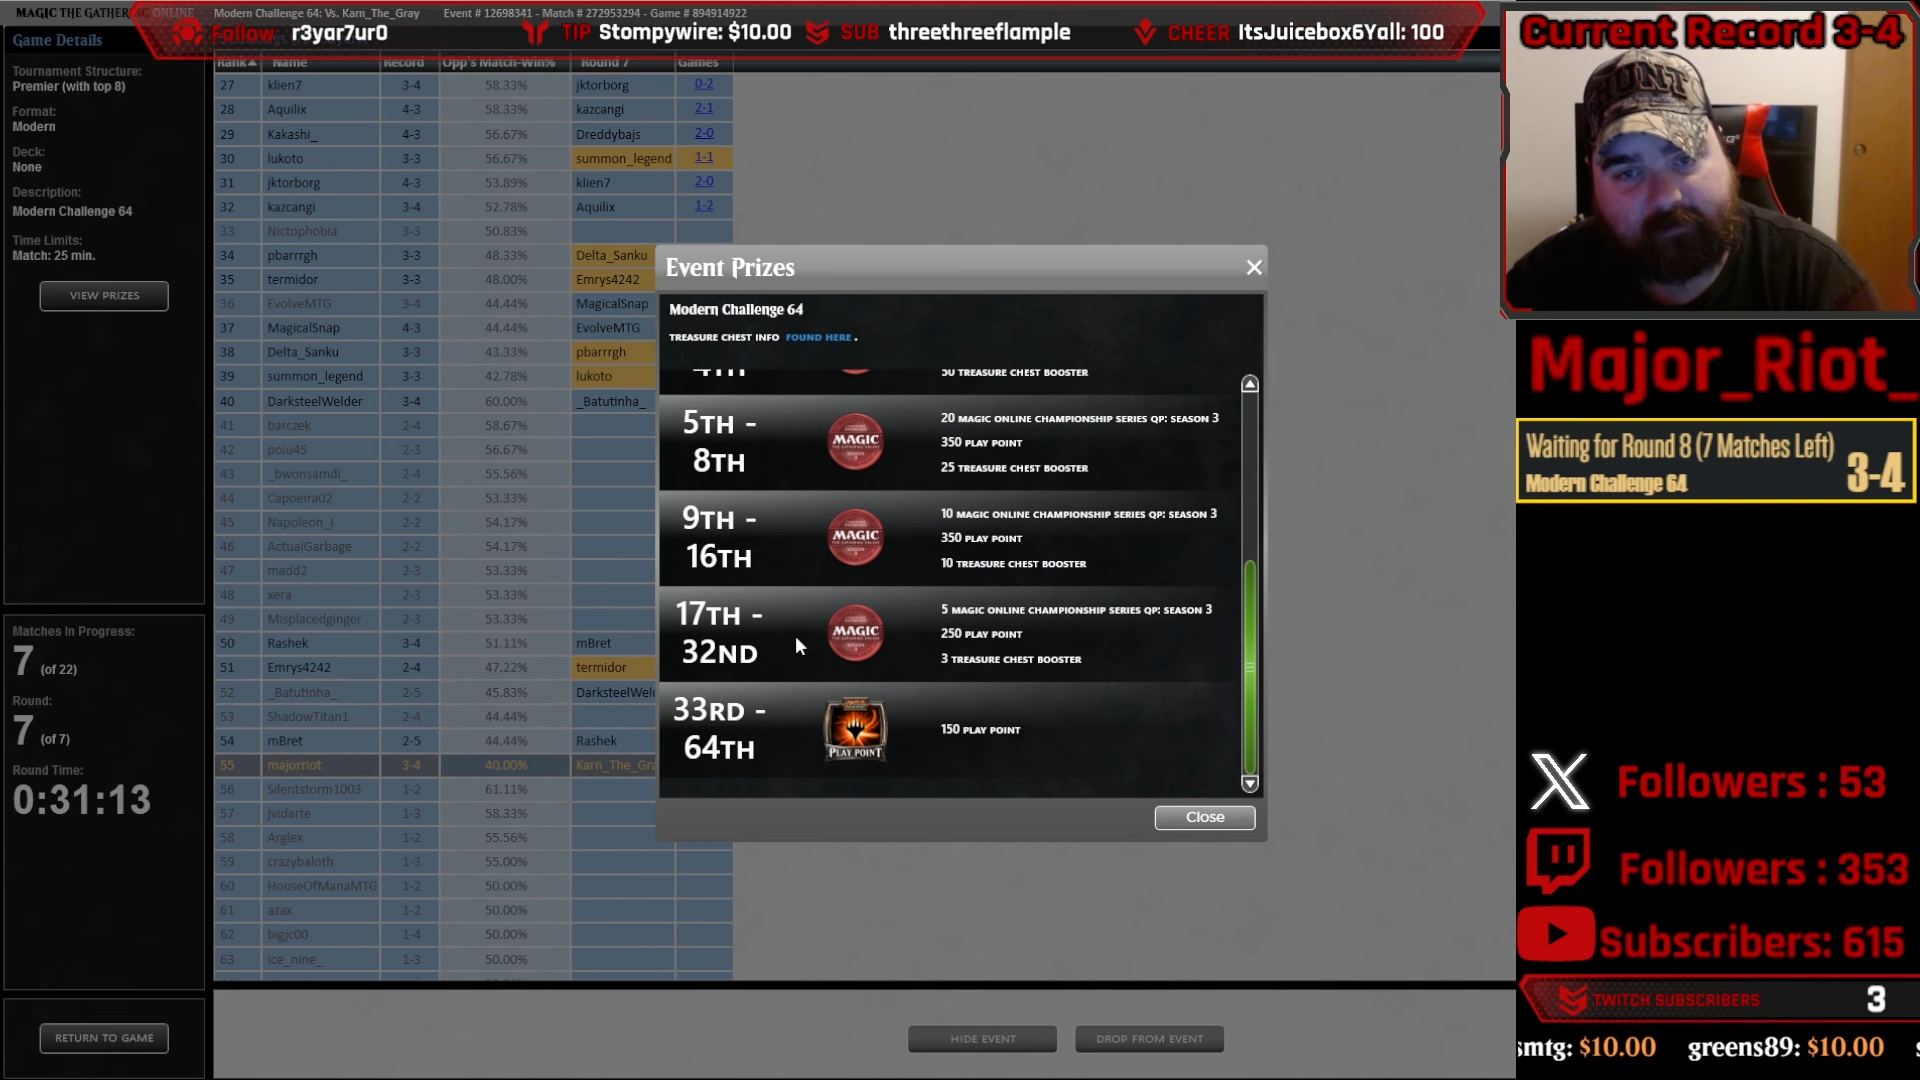 MAGIC THE GATHERING ONLINE
Modern Challenge 64: Vs. Karn_The_Gray
Event # 12698341 - Match # 272953294 - Game # 894914922
Follow r3yar7ur0
TIP Stompywire: $10.00
SUB threethreeflample
CHEER ItsJuicebox6Yall: 100
Current Record 3-4
Game Details
Tournament Structure:
Premier (with top 8)
Format:
Modern
Deck:
None
Description:
Modern Challenge 64
Time Limits:
Match: 25 min.
VIEW PRIZES
Matches In Progress:
7 (of 22)
Round:
7 (of 7)
Round Time:
0:31:13
RETURN TO GAME
Rank Name Record Opp's Match-Win% Round 7 Games
27 klien7 3-4 58.33% jktorborg 0-2
28 Aquilix 4-3 58.33% kazcangi 2-1
29 Kakashi_ 4-3 56.67% Dreddybajs 2-0
30 lukoto 3-3 56.67% summon_legend 1-1
31 jktorborg 4-3 53.89% klien7 2-0
32 kazcangi 3-4 52.78% Aquilix 1-2
33 Nictophobia 3-3 50.83%
34 pbarrrgh 3-3 48.33% Delta_Sanku
35 termidor 3-3 48.00% Emrys4242
36 EvolveMTG 3-4 44.44% MagicalSnap
37 MagicalSnap 4-3 44.44% EvolveMTG
38 Delta_Sanku 3-3 43.33% pbarrrgh
39 summon_legend 3-3 42.78% lukoto
40 DarksteelWelder 3-4 60.00% _Batutinha_
41 barczek 2-4 58.67%
42 poiu45 2-3 56.67%
43 _bwonsamdi_ 2-4 55.56%
44 Capoeira02 2-2 53.33%
45 Napoleon_I 2-2 54.17%
46 ActualGarbage 2-2 54.17%
47 madd2 2-3 53.33%
48 xera 2-3 53.33%
49 Misplacedginger 2-3 53.33%
50 Rashek 3-4 51.11% mBret
51 Emrys4242 2-4 47.22% termidor
52 _Batutinha_ 2-5 45.83% DarksteelWeld
53 ShadowTitan1 2-4 44.44%
54 mBret 2-5 44.44% Rashek
55 majorriot 3-4 40.00% Karn_The_Gra
56 Silentstorm1003 1-2 61.11%
57 jvidarte 1-3 58.33%
58 Arglex 1-2 55.56%
59 crazybaloth 1-3 55.00%
60 HouseOfManaMTG 1-2 50.00%
61 azax 1-2 50.00%
62 bigjc00 1-4 50.00%
63 ice_nine_ 1-3 50.00%
Event Prizes
Modern Challenge 64
TREASURE CHEST INFO FOUND HERE .
4TH
50 TREASURE CHEST BOOSTER
5TH - 8TH
MAGIC
20 MAGIC ONLINE CHAMPIONSHIP SERIES QP: SEASON 3
350 PLAY POINT
25 TREASURE CHEST BOOSTER
9TH - 16TH
MAGIC
10 MAGIC ONLINE CHAMPIONSHIP SERIES QP: SEASON 3
350 PLAY POINT
10 TREASURE CHEST BOOSTER
17TH - 32ND
MAGIC
5 MAGIC ONLINE CHAMPIONSHIP SERIES QP: SEASON 3
250 PLAY POINT
3 TREASURE CHEST BOOSTER
33RD - 64TH
PLAY POINT
150 PLAY POINT
Close
HIDE EVENT
DROP FROM EVENT
Major_Riot_
Waiting for Round 8 (7 Matches Left)
Modern Challenge 64
3-4
Followers : 53
Followers : 353
Subscribers: 615
TWITCH SUBSCRIBERS 3
smtg: $10.00 greens89: $10.00